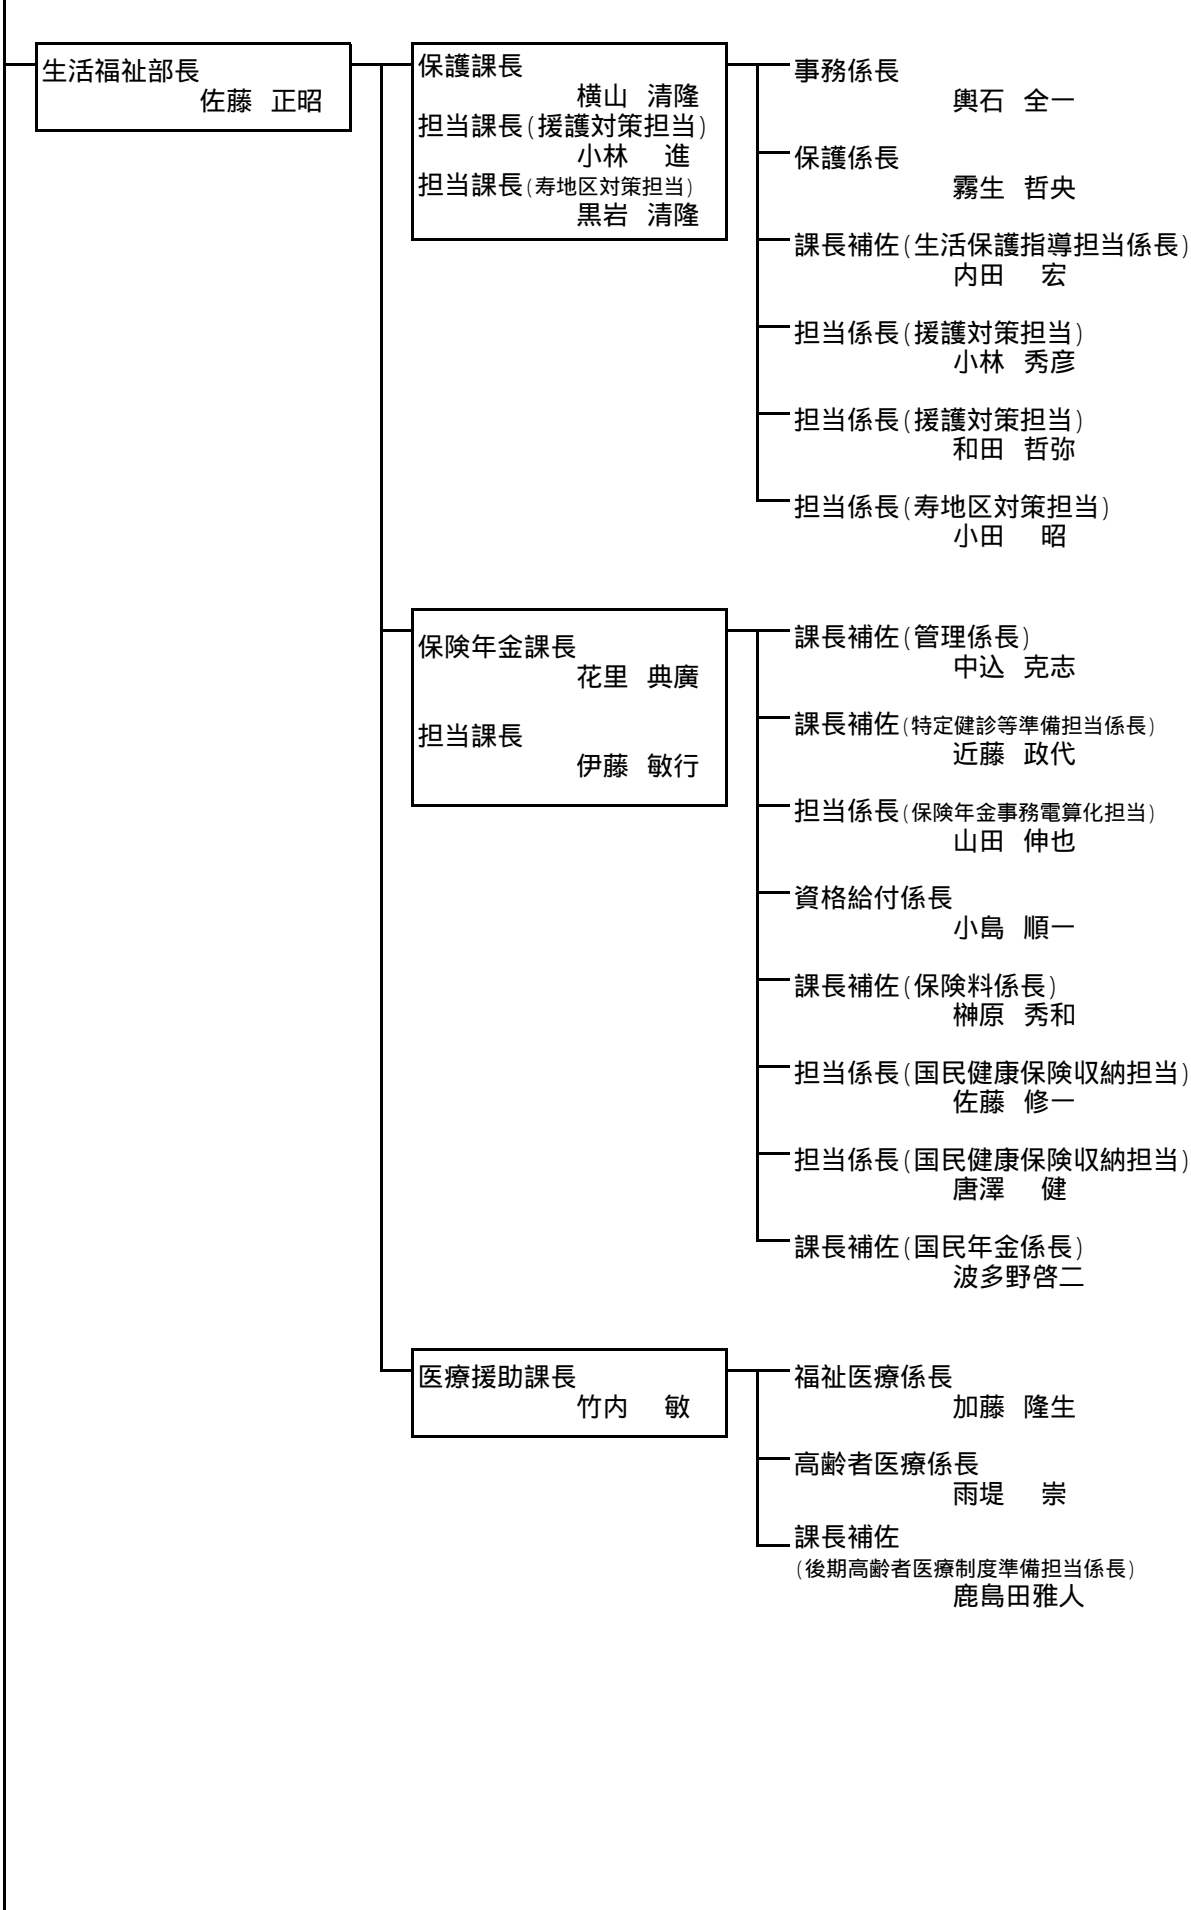 生活福祉部長
佐藤 正昭
保護課長
横山 清隆
担当課長(援護対策担当)
小林 進
担当課長(寿地区対策担当)
黒岩 清隆
事務係長
輿石 全一
保護係長
霧生 哲央
課長補佐(生活保護指導担当係長)
内田 宏
担当係長(援護対策担当)
小林 秀彦
担当係長(援護対策担当)
和田 哲弥
担当係長(寿地区対策担当)
小田 昭
保険年金課長
花里 典廣
担当課長
伊藤 敏行
課長補佐(管理係長)
中込 克志
課長補佐(特定健診等準備担当係長)
近藤 政代
担当係長(保険年金事務電算化担当)
山田 伸也
資格給付係長
小島 順一
課長補佐(保険料係長)
榊原 秀和
担当係長(国民健康保険収納担当)
佐藤 修一
担当係長(国民健康保険収納担当)
唐澤 健
課長補佐(国民年金係長)
波多野啓二
医療援助課長
竹内 敏
福祉医療係長
加藤 隆生
高齢者医療係長
雨堤 崇
課長補佐
(後期高齢者医療制度準備担当係長)
鹿島田雅人